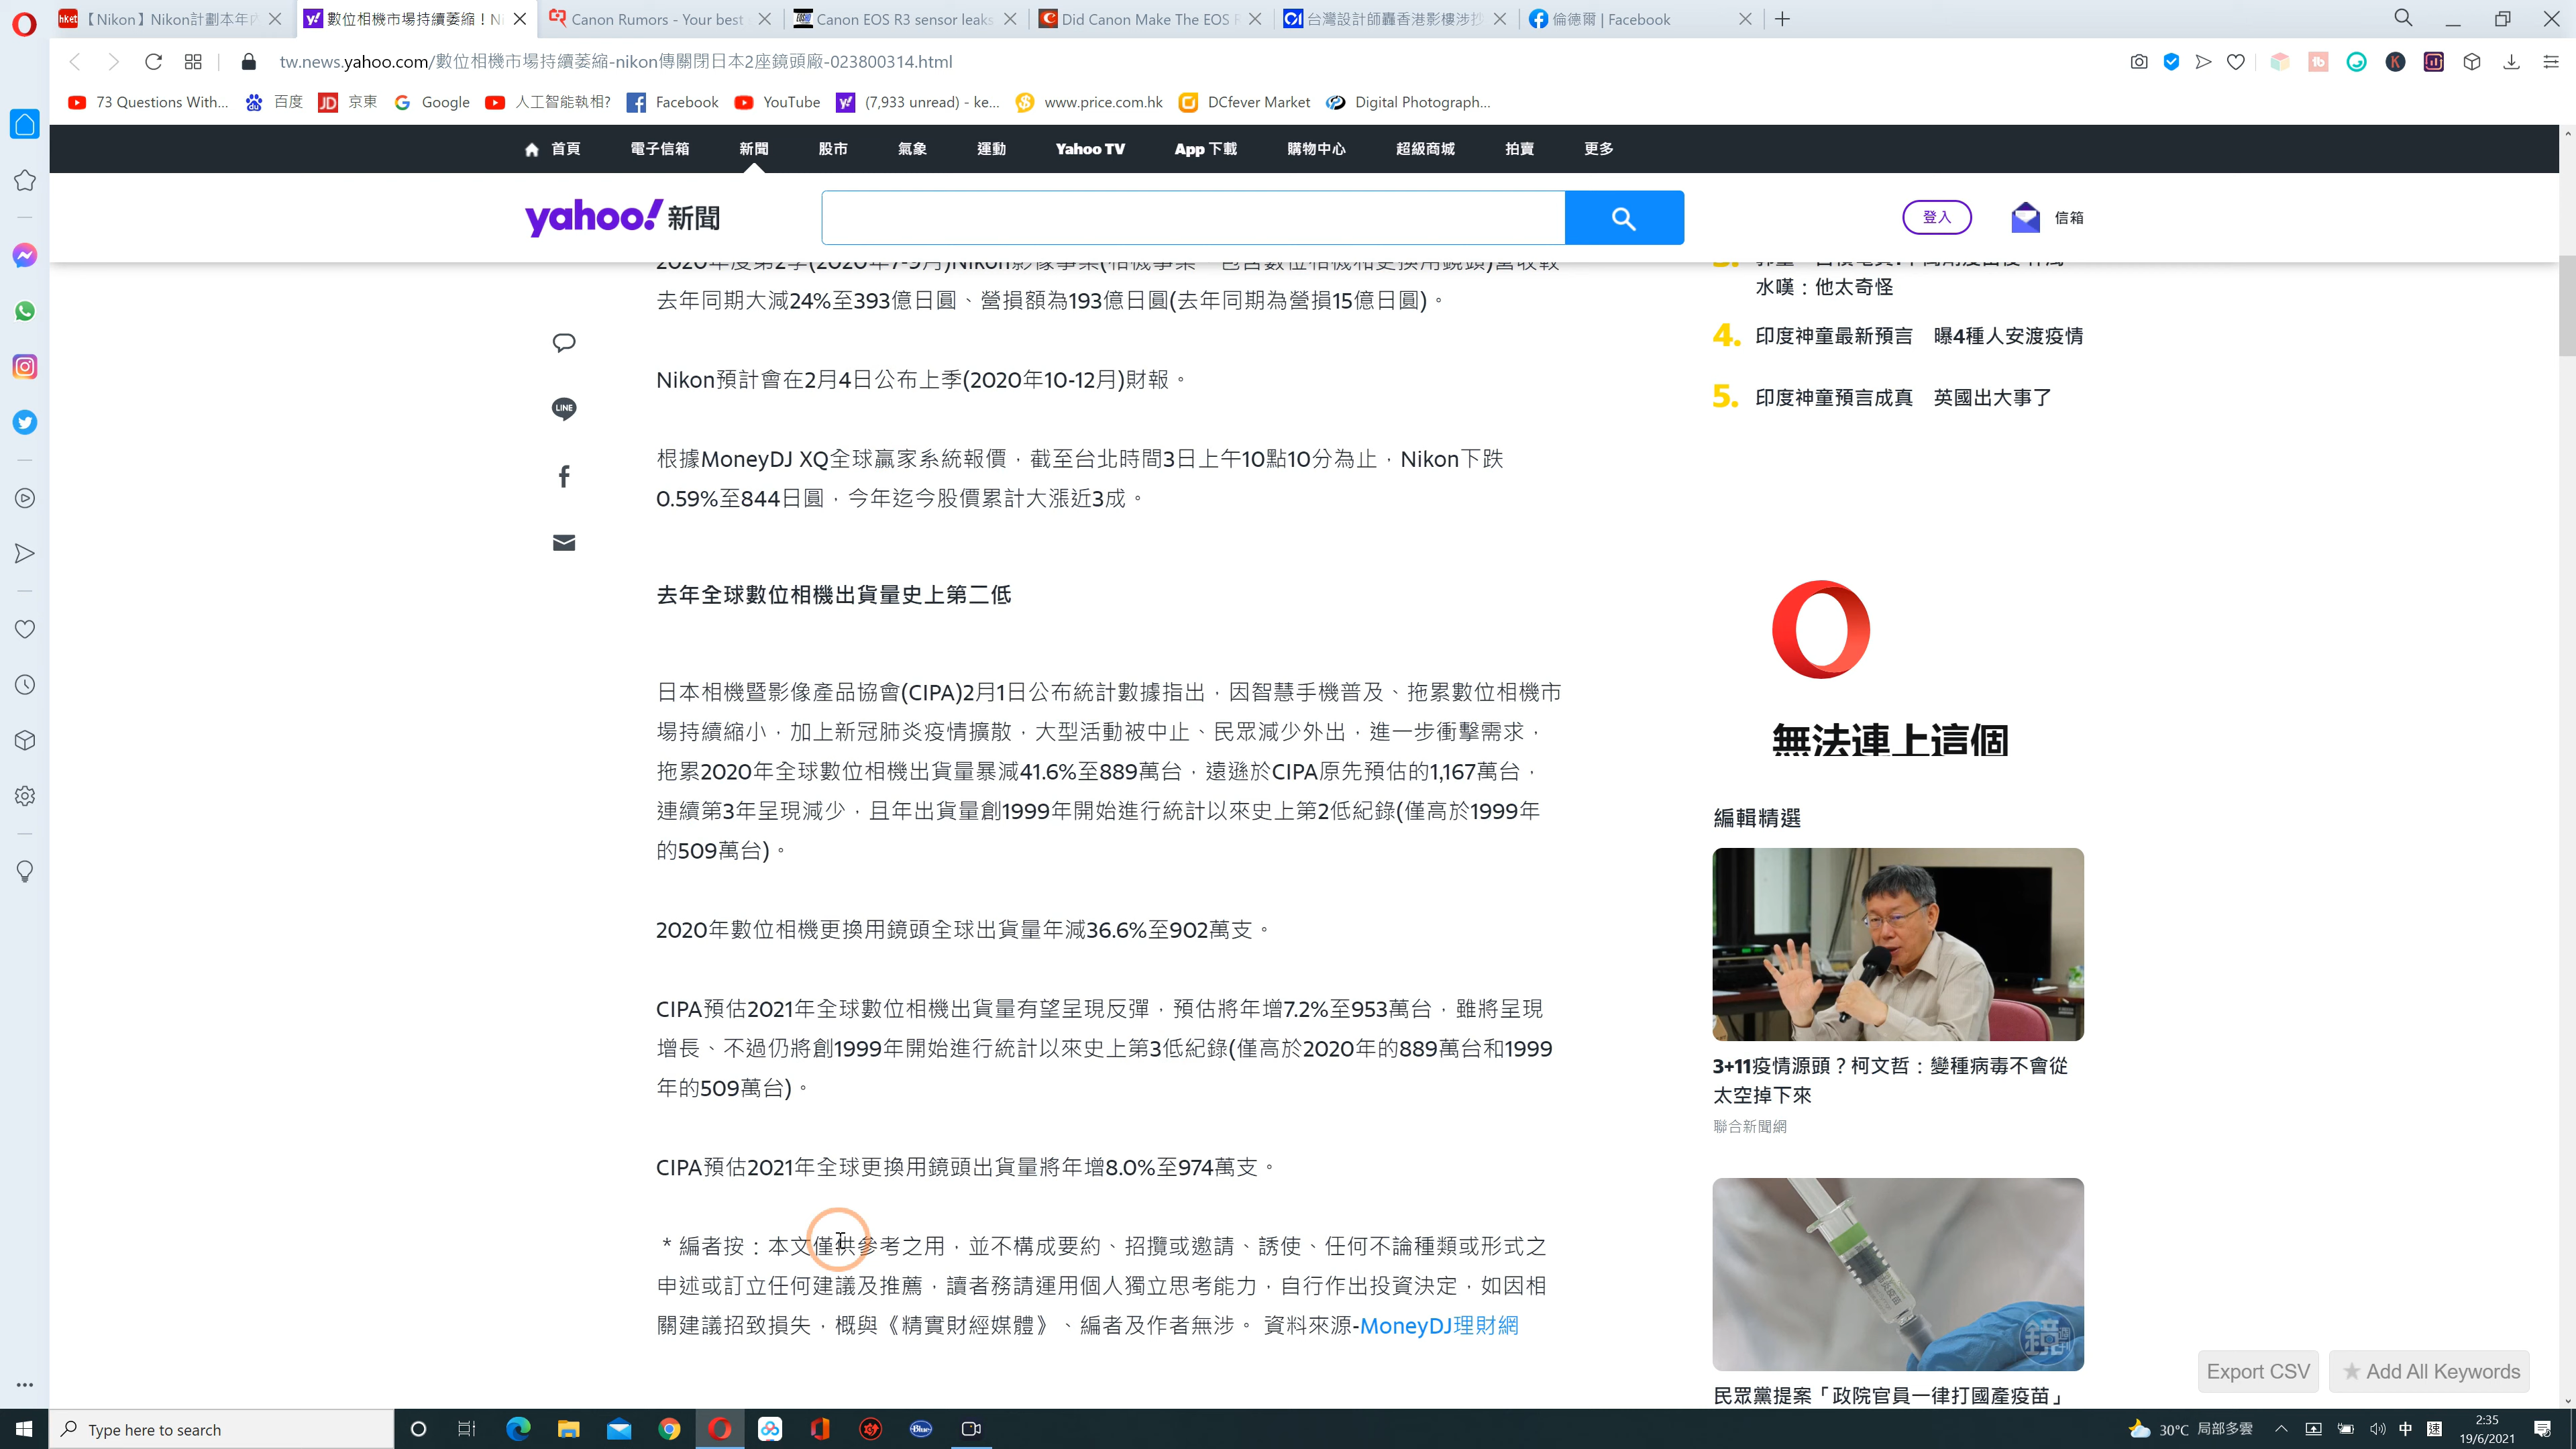 【Nikon】Nikon計劃本年內
數位相機市場持續萎縮！Ni
Canon Rumors - Your best
Canon EOS R3 sensor leaks
Did Canon Make The EOS R
台灣設計師轟香港影樓涉抄
倫德爾 | Facebook
tw.news.yahoo.com/數位相機市場持續萎縮-nikon傳關閉日本2座鏡頭廠-023800314.html
73 Questions With...
百度
京東
Google
人工智能執相?
Facebook
YouTube
(7,933 unread) - ke...
www.price.com.hk
DCfever Market
Digital Photograph...
首頁 電子信箱 新聞 股市 氣象 運動 Yahoo TV App 下載 購物中心 超級商城 拍賣 更多
yahoo!新聞
登入
信箱
去年同期大減24%至393億日圓、營損額為193億日圓(去年同期為營損15億日圓)。
Nikon預計會在2月4日公布上季(2020年10-12月)財報。
根據MoneyDJ XQ全球贏家系統報價，截至台北時間3日上午10點10分為止，Nikon下跌
0.59%至844日圓，今年迄今股價累計大漲近3成。
LINE
去年全球數位相機出貨量史上第二低
日本相機暨影像產品協會(CIPA)2月1日公布統計數據指出，因智慧手機普及、拖累數位相機市
場持續縮小，加上新冠肺炎疫情擴散，大型活動被中止、民眾減少外出，進一步衝擊需求，
拖累2020年全球數位相機出貨量暴減41.6%至889萬台，遠遜於CIPA原先預估的1,167萬台，
連續第3年呈現減少，且年出貨量創1999年開始進行統計以來史上第2低紀錄(僅高於1999年
的509萬台)。
2020年數位相機更換用鏡頭全球出貨量年減36.6%至902萬支。
CIPA預估2021年全球數位相機出貨量有望呈現反彈，預估將年增7.2%至953萬台，雖將呈現
增長、不過仍將創1999年開始進行統計以來史上第3低紀錄(僅高於2020年的889萬台和1999
年的509萬台)。
CIPA預估2021年全球更換用鏡頭出貨量將年增8.0%至974萬支。
* 編者按：本文僅供參考之用，並不構成要約、招攬或邀請、誘使、任何不論種類或形式之
申述或訂立任何建議及推薦，讀者務請運用個人獨立思考能力，自行作出投資決定，如因相
關建議招致損失，概與《精實財經媒體》、編者及作者無涉。 資料來源-MoneyDJ理財網
水嘆：他太奇怪
4. 印度神童最新預言 曝4種人安渡疫情
5. 印度神童預言成真 英國出大事了
無法連上這個
編輯精選
3+11疫情源頭？柯文哲：變種病毒不會從
太空掉下來
聯合新聞網
民眾黨提案「政院官員一律打國產疫苗」
Export CSV
Add All Keywords
Type here to search
30°C 局部多雲
中
速
2:35
19/6/2021